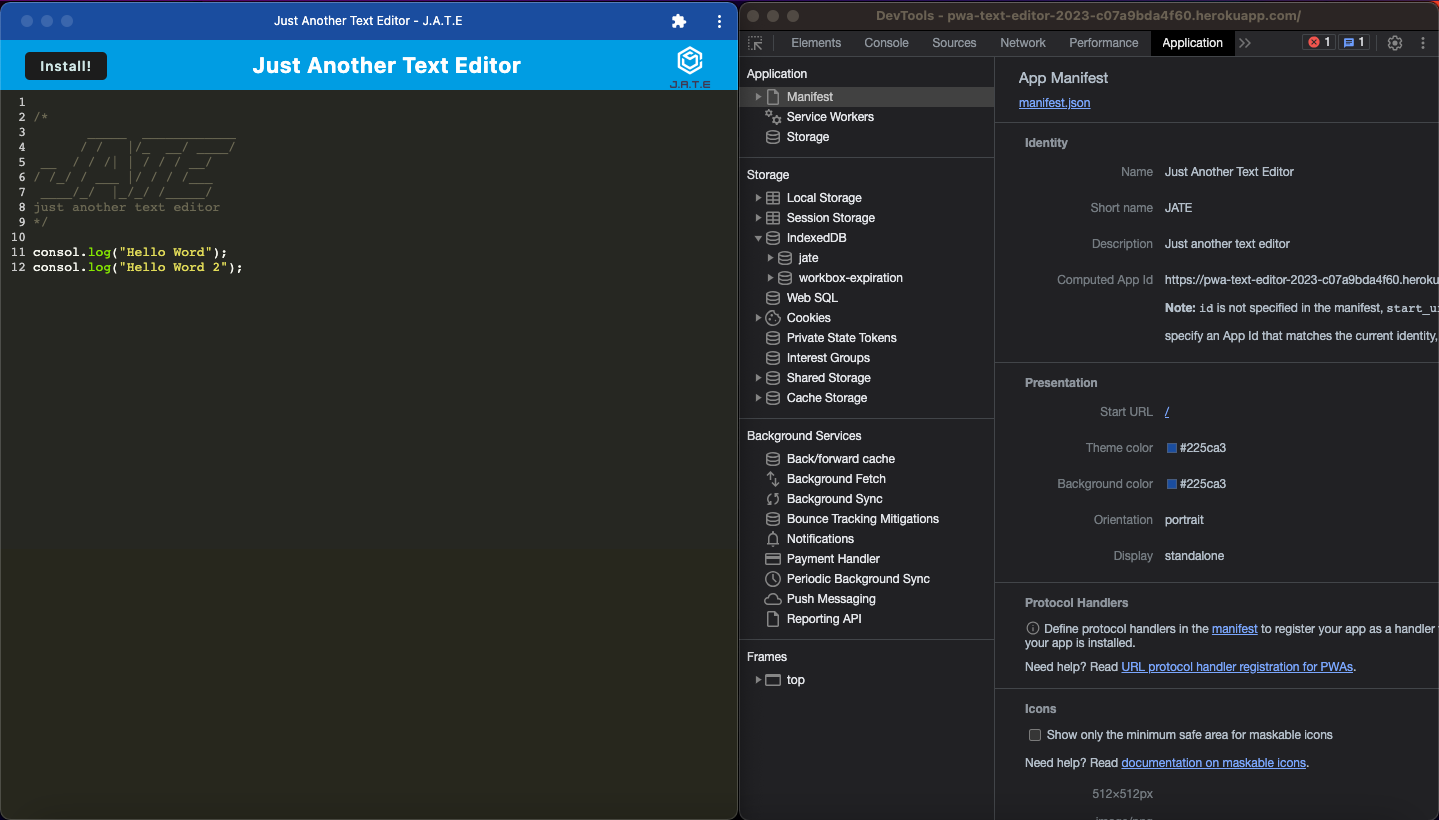 Just Another Text Editor - J.A.T.E
Install!
Just Another Text Editor
J.A.T.E
1
2 /*
3       _____  ____________
4      / /   |/_  __/ ____/
5 __  / / /| | / / / __/
6 / /_/ / ___ |/ / / /___
7 ____/_/  |_/_/ /_____/
8 just another text editor
9 */
10
11 consol.log("Hello Word");
12 consol.log("Hello Word 2");
DevTools - pwa-text-editor-2023-c07a9bda4f60.herokuapp.com/
Elements Console Sources Network Performance Application 1 1
Application
Manifest
Service Workers
Storage
Storage
Local Storage
Session Storage
IndexedDB
jate
workbox-expiration
Web SQL
Cookies
Private State Tokens
Interest Groups
Shared Storage
Cache Storage
Background Services
Back/forward cache
Background Fetch
Background Sync
Bounce Tracking Mitigations
Notifications
Payment Handler
Periodic Background Sync
Push Messaging
Reporting API
Frames
top
App Manifest
manifest.json
Identity
Name Just Another Text Editor
Short name JATE
Description Just another text editor
Computed App Id https://pwa-text-editor-2023-c07a9bda4f60.heroku
Note: id is not specified in the manifest, start_u
specify an App Id that matches the current identity,
Presentation
Start URL /
Theme color #225ca3
Background color #225ca3
Orientation portrait
Display standalone
Protocol Handlers
Define protocol handlers in the manifest to register your app as a handler
your app is installed.
Need help? Read URL protocol handler registration for PWAs.
Icons
Show only the minimum safe area for maskable icons
Need help? Read documentation on maskable icons.
512×512px